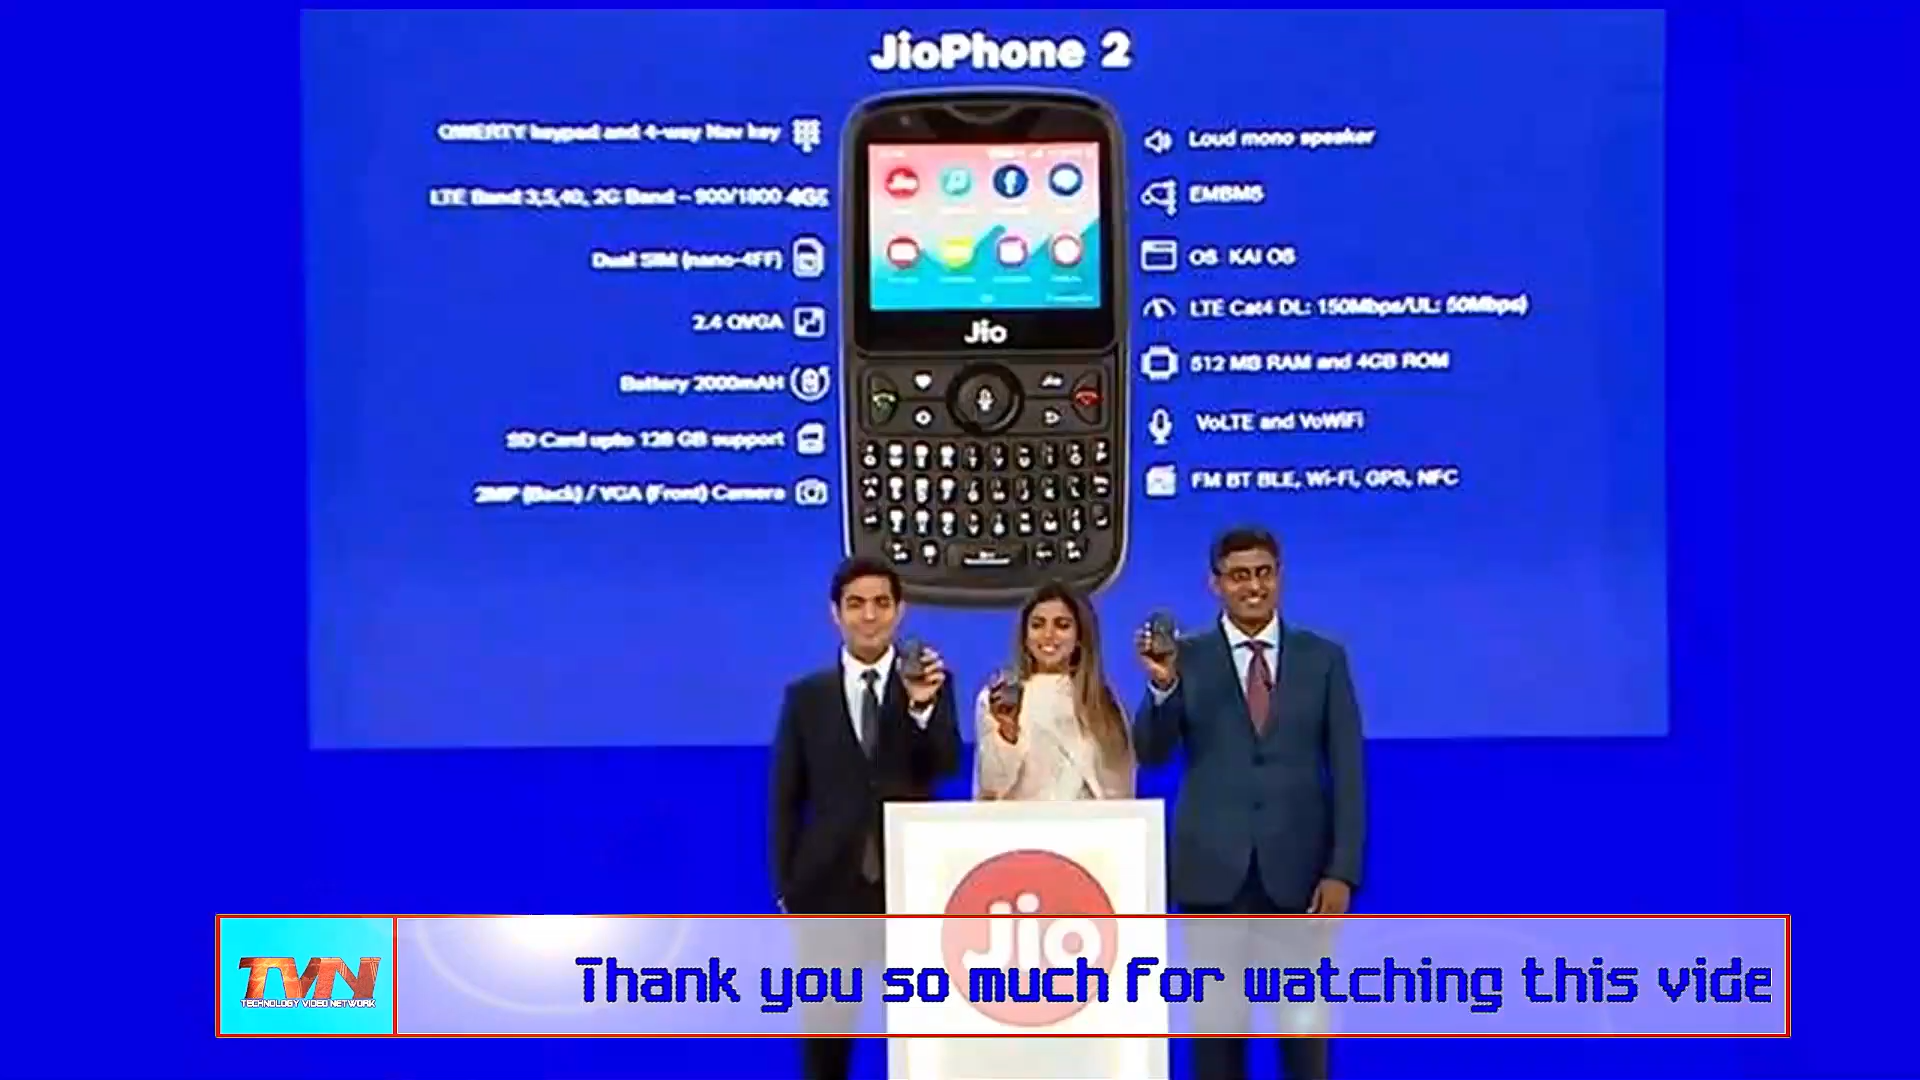 JioPhone 2
QWERTY keypad and 4-way Nav key
LTE Band 3,5,40, 2G Band – 900/1800 4G
Dual SIM (nano-4FF)
2.4 QVGA
Battery 2000mAH
SD Card upto 128 GB support
2MP (Back) / VGA (Front) Camera
Loud mono speaker
EMBMS
OS KAI OS
LTE Cat4 DL: 150Mbps/UL: 50Mbps)
512 MB RAM and 4GB ROM
VoLTE and VoWiFi
FM BT BLE, Wi-Fi, GPS, NFC
Jio
Jio
TVN
TECHNOLOGY VIDEO NETWORK
Thank you so much for watching this vide